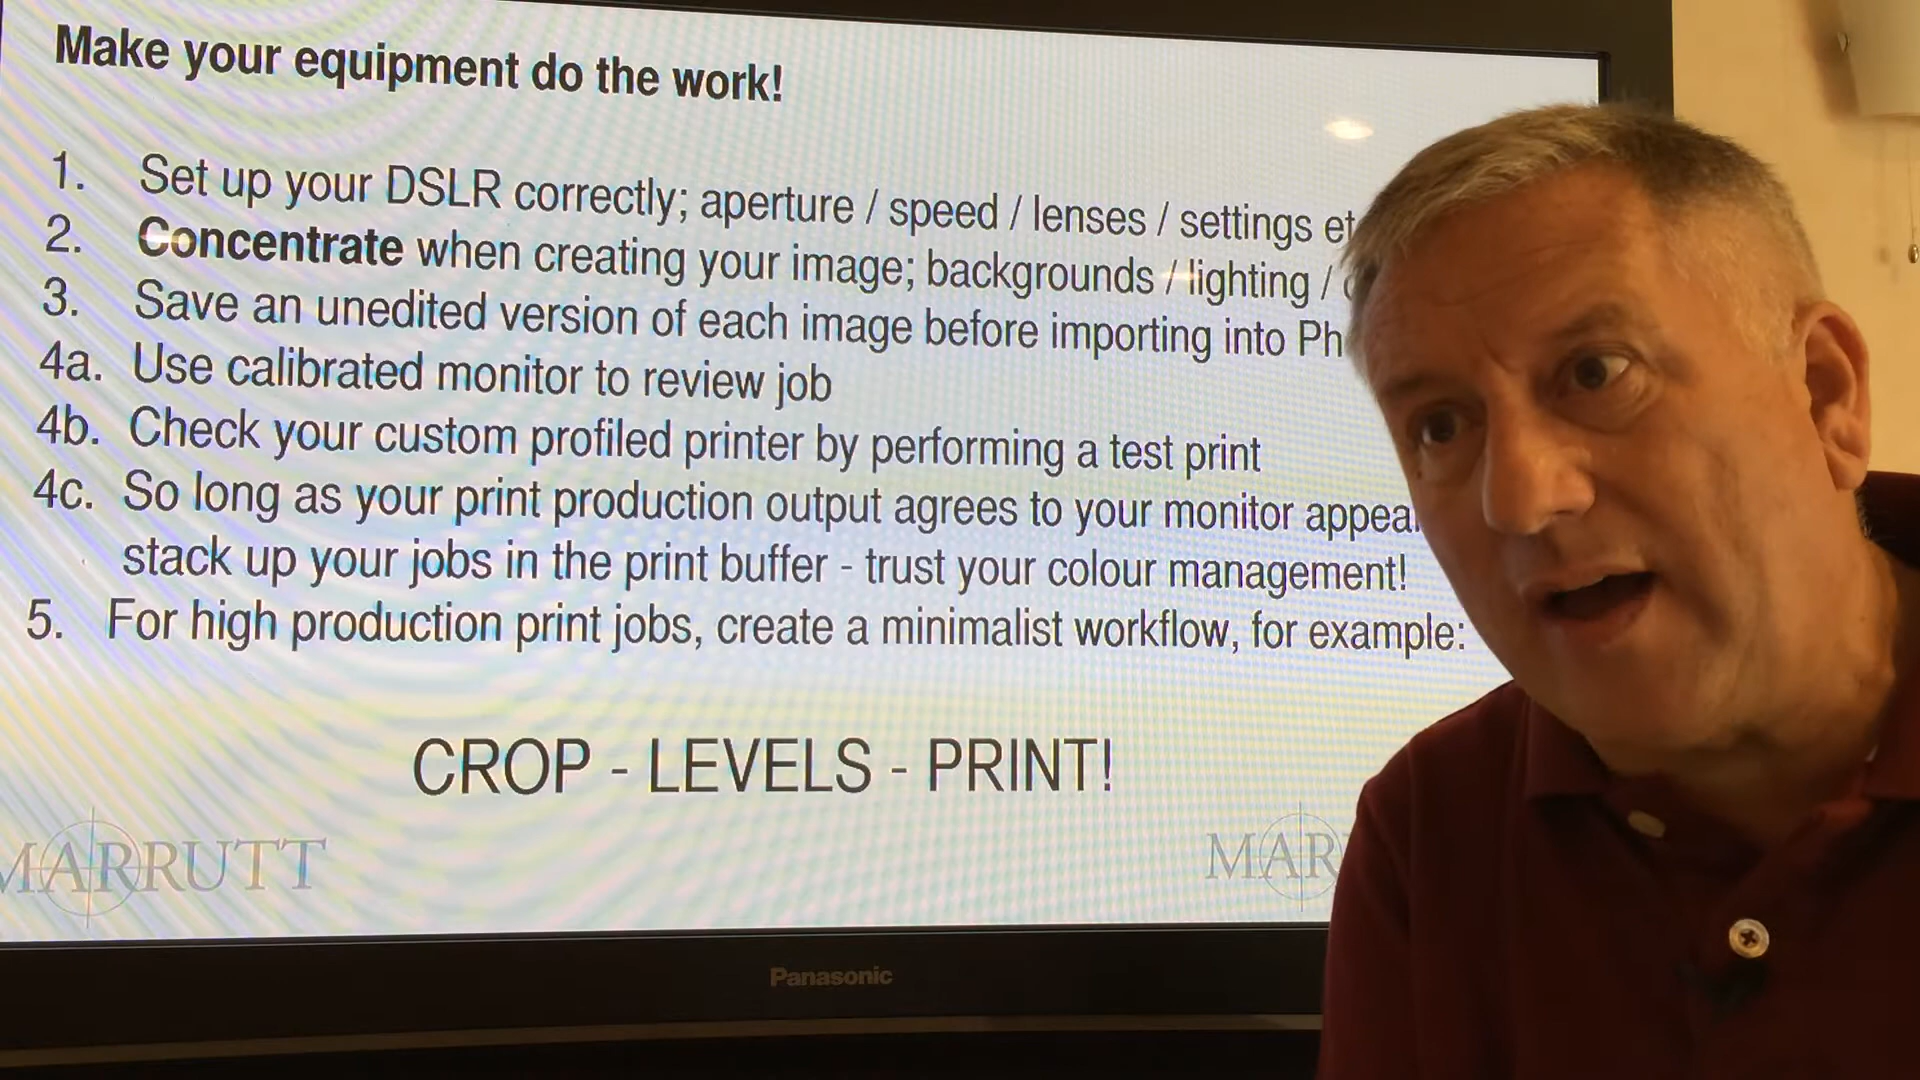 Make your equipment do the work!
1. Set up your DSLR correctly; aperture / speed / lenses / settings
2. Concentrate when creating your image; backgrounds / lighting /
3. Save an unedited version of each image before importing into
4a. Use calibrated monitor to review job
4b. Check your custom profiled printer by performing a test print
4c. So long as your print production output agrees to your monitor
stack up your jobs in the print buffer - trust your colour management!
5. For high production print jobs, create a minimalist workflow, for example:
CROP - LEVELS - PRINT!
MARRUTT
Panasonic